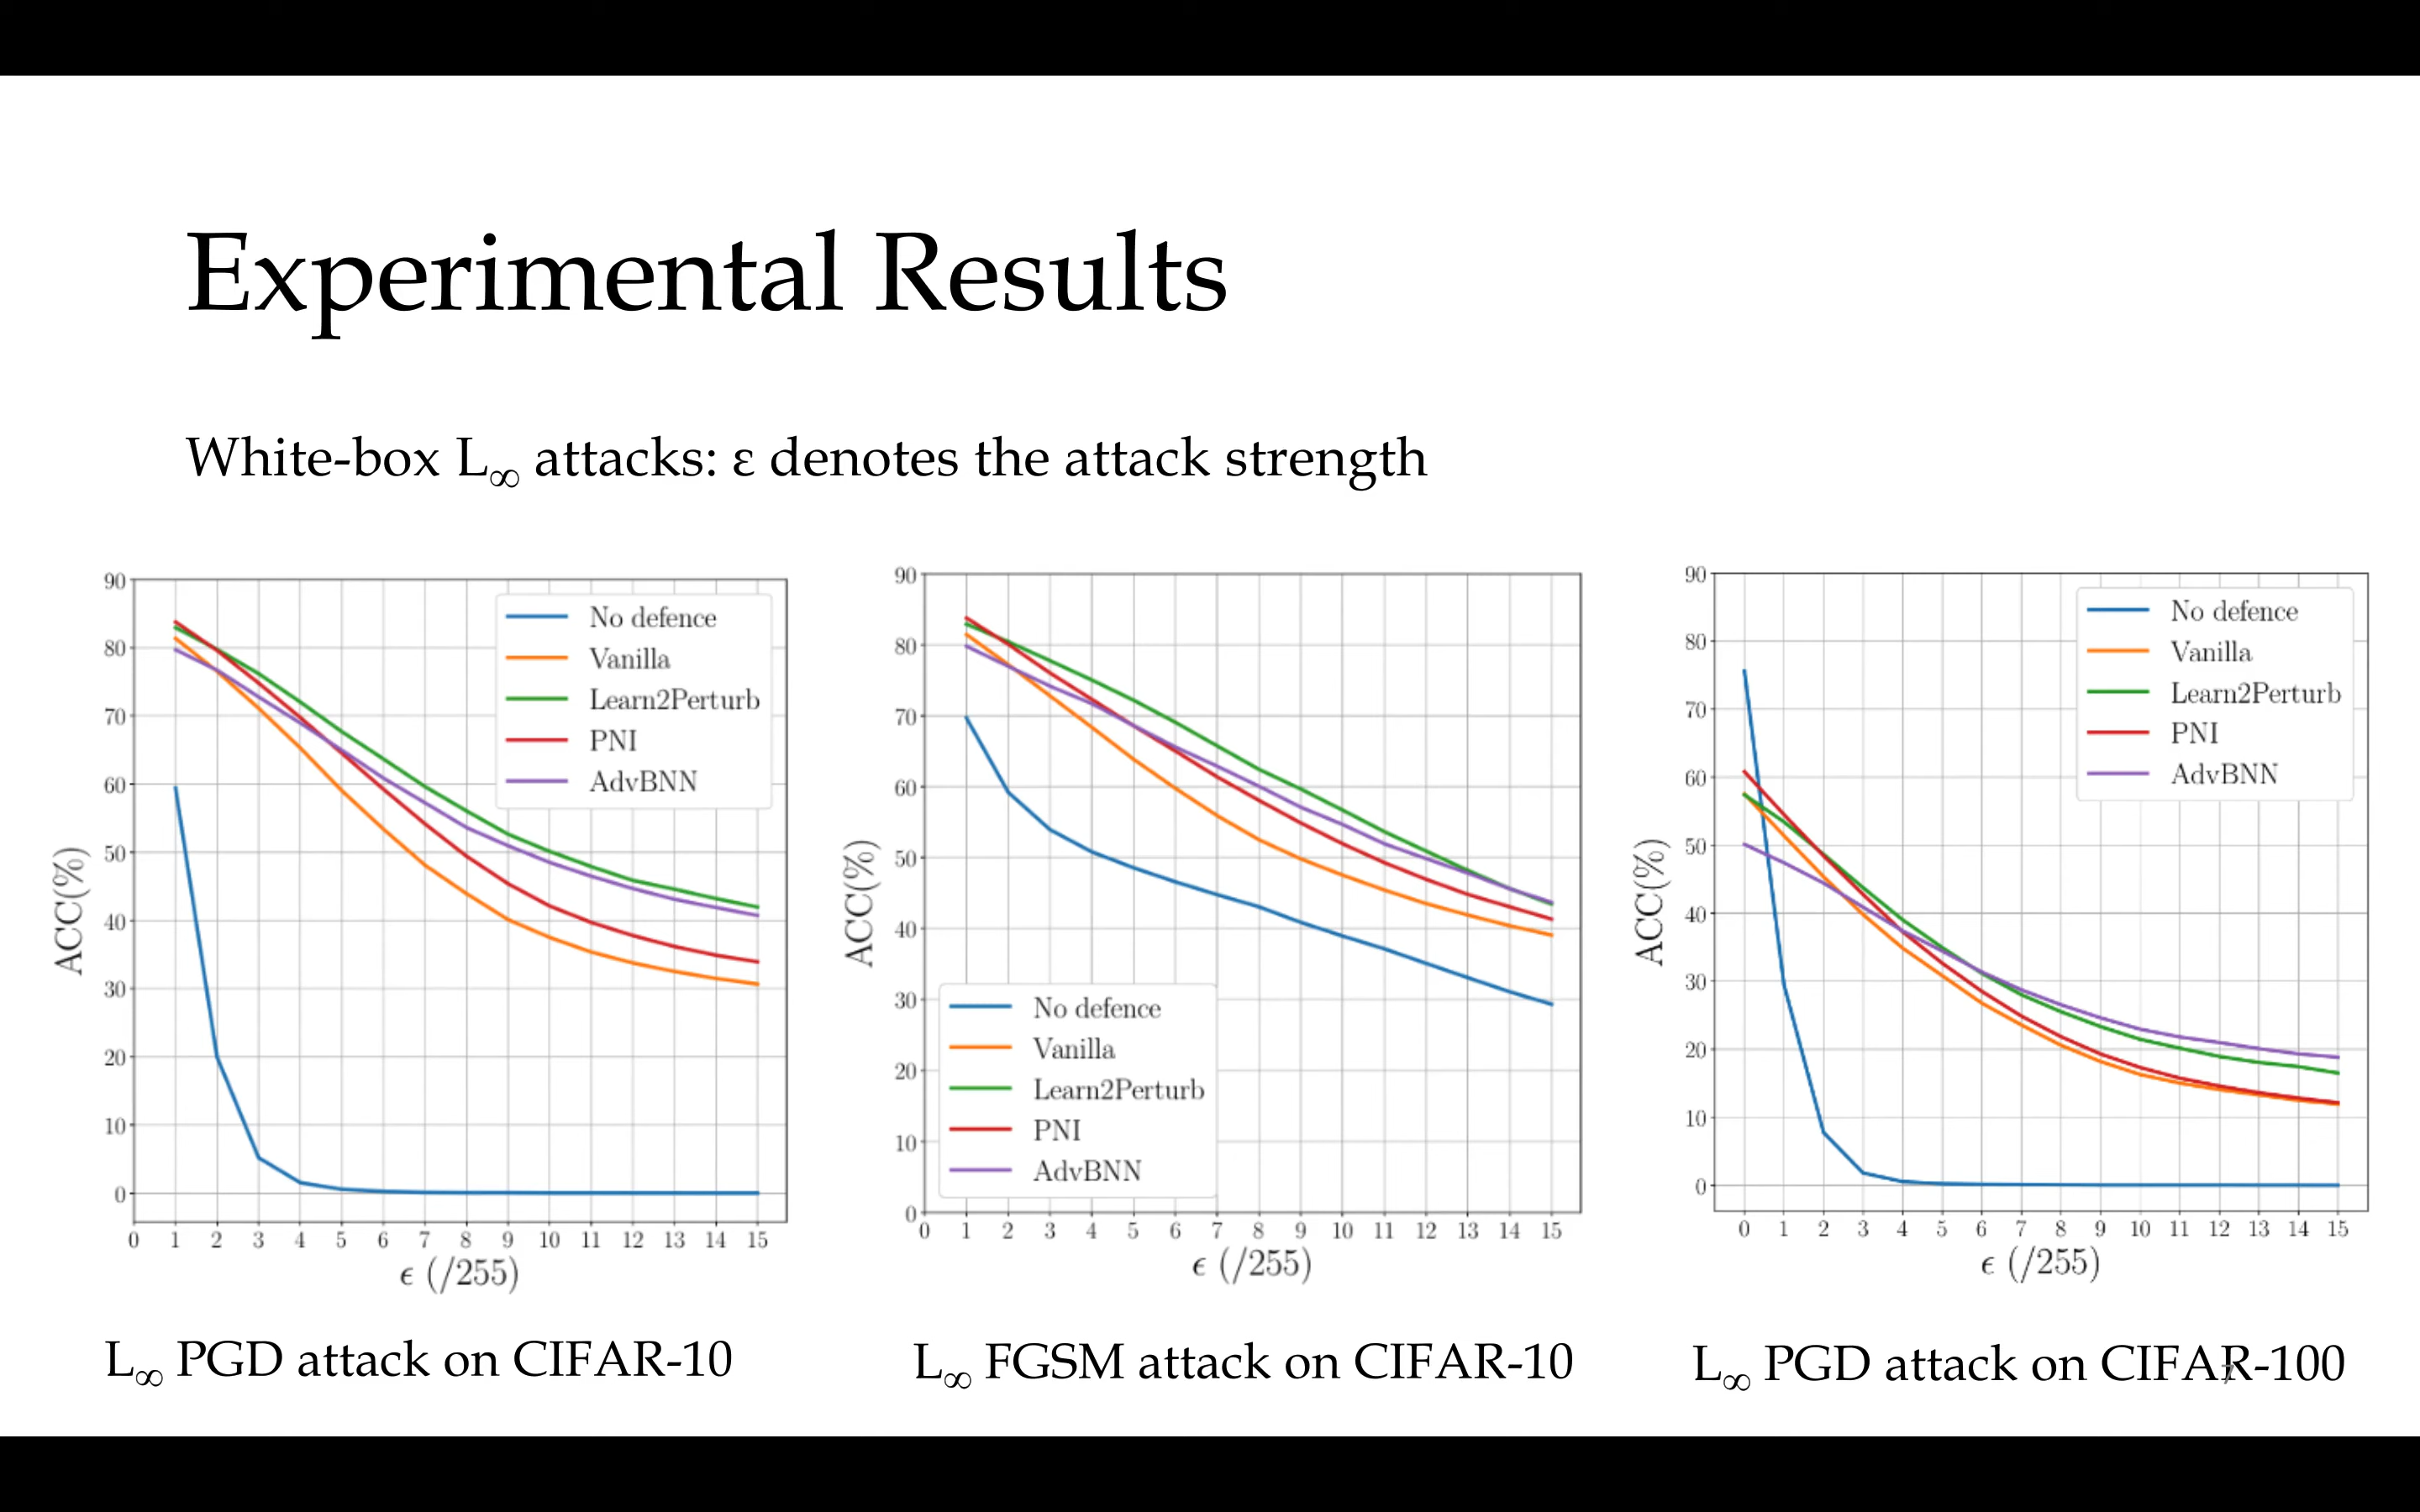 Experimental Results
White-box L∞ attacks: ε denotes the attack strength
90
80
70
60
50
40
30
20
10
0
ACC(%)
No defence
Vanilla
Learn2Perturb
PNI
AdvBNN
0 1 2 3 4 5 6 7 8 9 10 11 12 13 14 15
ϵ (/255)
L∞ PGD attack on CIFAR-10
90
80
70
60
50
40
30
20
10
0
ACC(%)
No defence
Vanilla
Learn2Perturb
PNI
AdvBNN
0 1 2 3 4 5 6 7 8 9 10 11 12 13 14 15
ϵ (/255)
L∞ FGSM attack on CIFAR-10
90
80
70
60
50
40
30
20
10
0
ACC(%)
No defence
Vanilla
Learn2Perturb
PNI
AdvBNN
0 1 2 3 4 5 6 7 8 9 10 11 12 13 14 15
ϵ (/255)
L∞ PGD attack on CIFAR-100
7